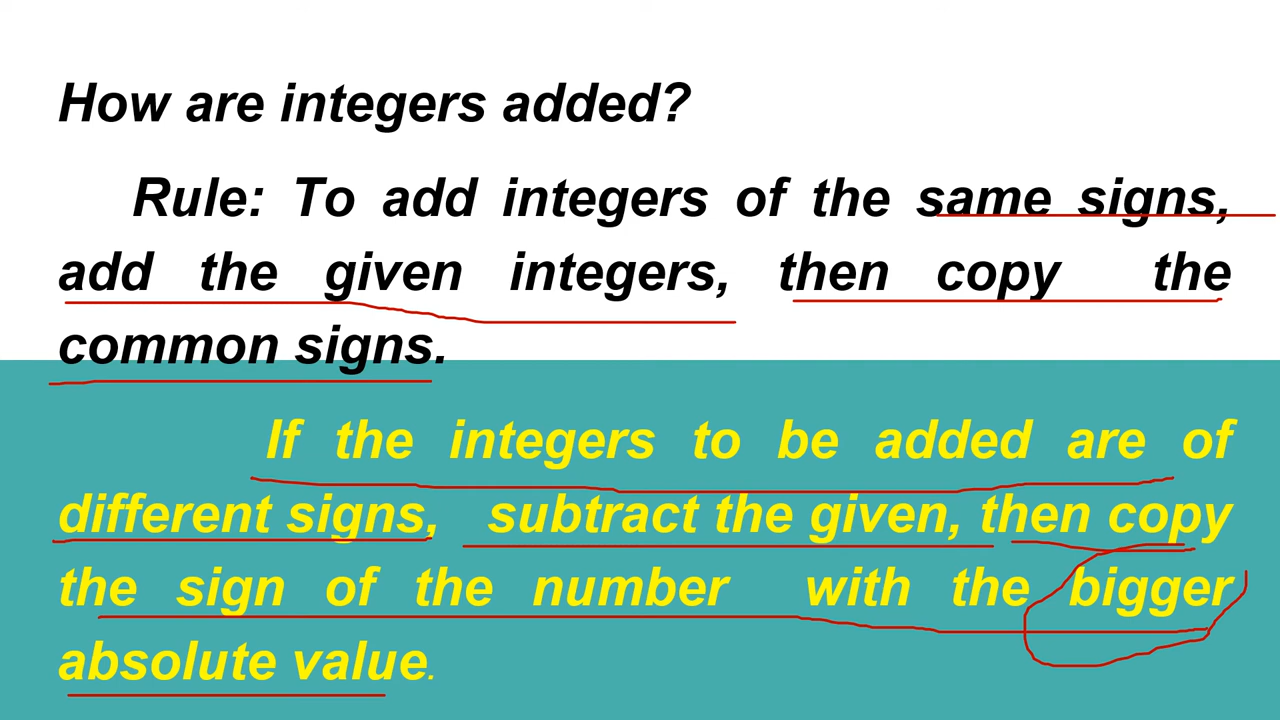 How are integers added?
Rule: To add integers of the same signs,
add the given integers, then copy the
common signs.
If the integers to be added are of
different signs, subtract the given, then copy
the sign of the number with the bigger
absolute value.